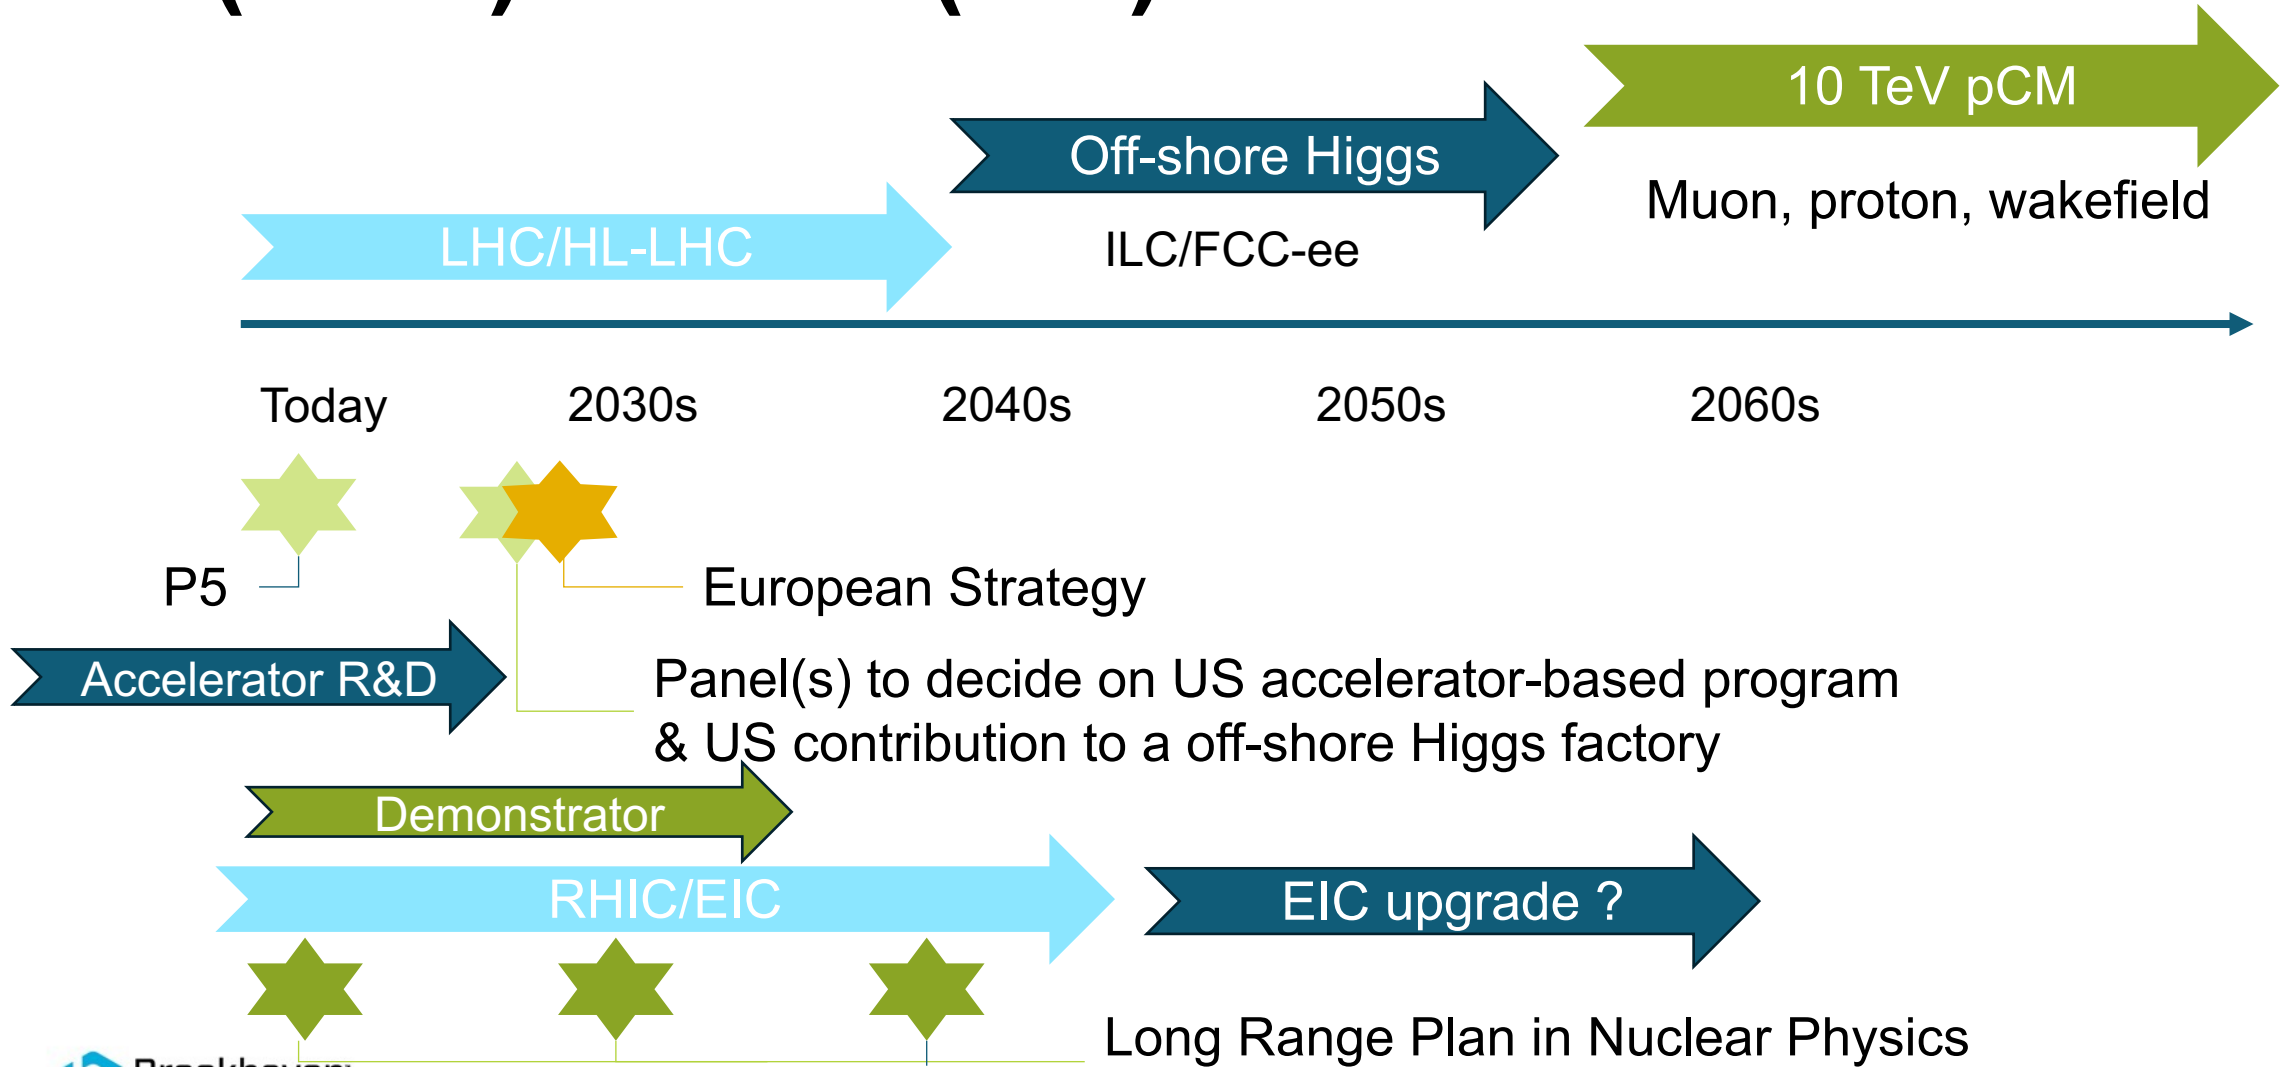 10 TeV pCM
Off-shore Higgs
Muon, proton, wakefield
LHC/HL-LHC
ILC/FCC-ee
Today 2030s 2040s 2050s 2060s
P5
European Strategy
Accelerator R&D
Panel(s) to decide on US accelerator-based program
& US contribution to a off-shore Higgs factory
Demonstrator
RHIC/EIC
EIC upgrade ?
Long Range Plan in Nuclear Physics
Brookhaven